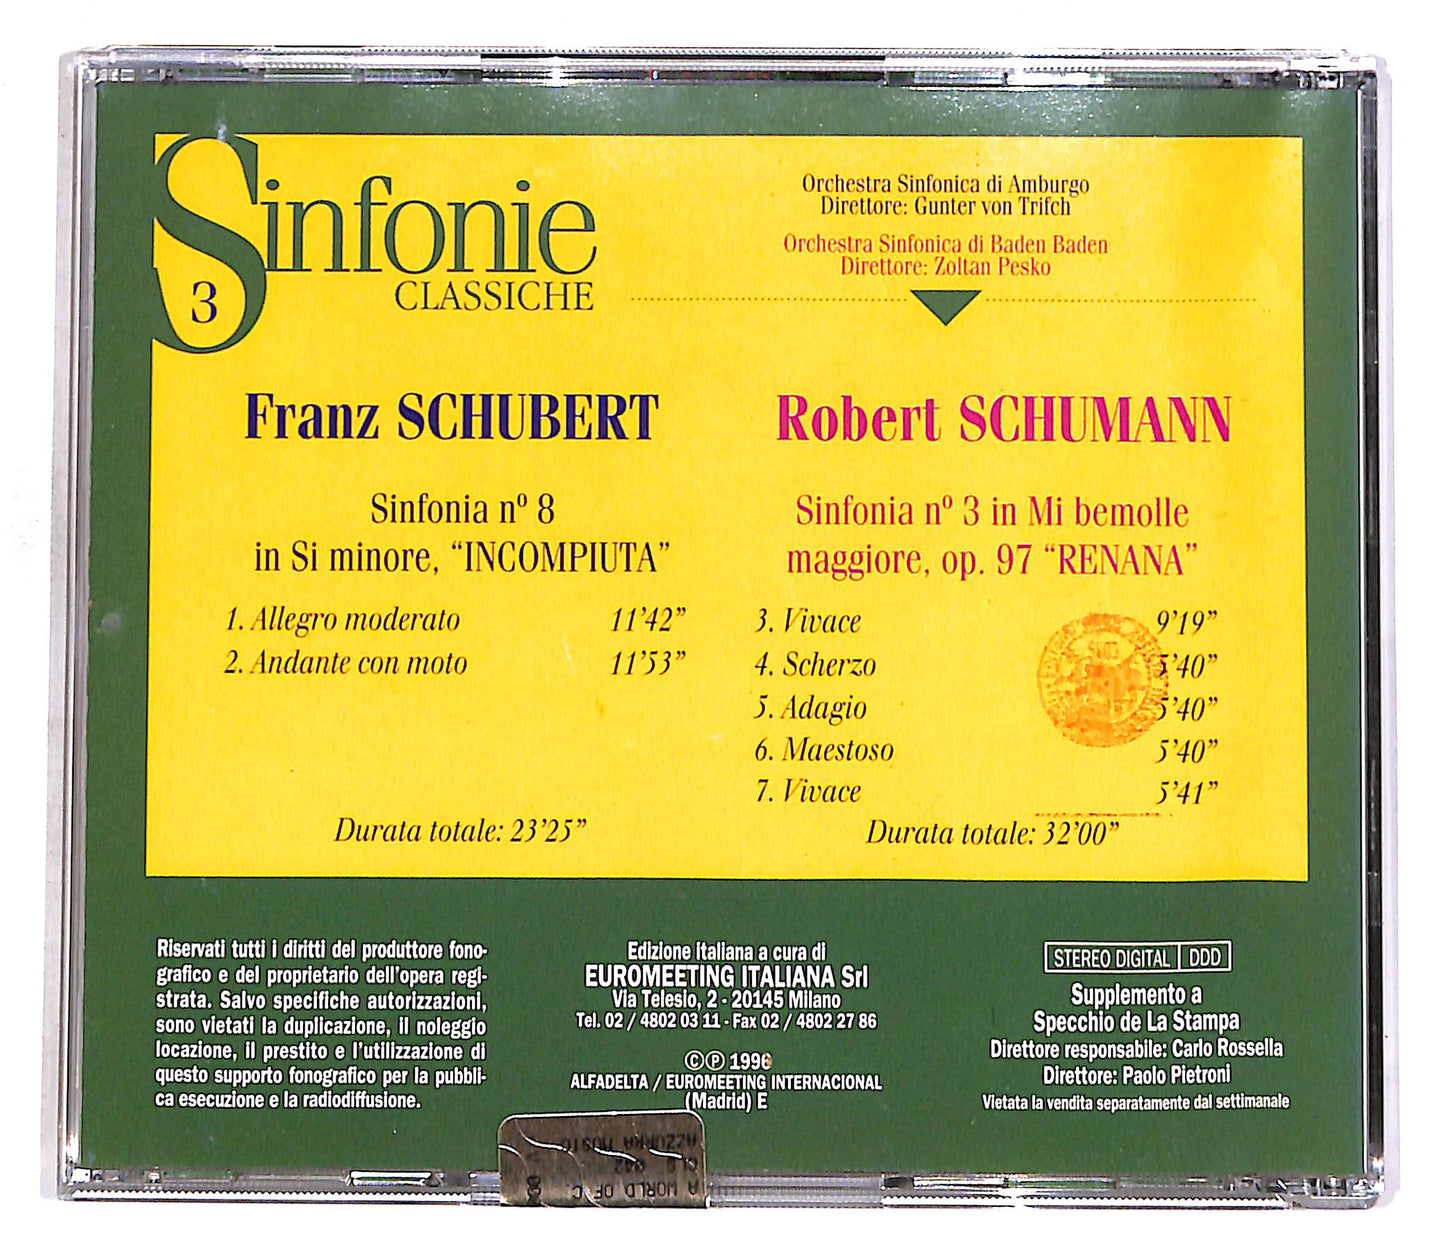 Sinfonie
CLASSICHE
3
Orchestra Sinfonica di Amburgo
Direttore: Gunter von Trifch
Orchestra Sinfonica di Baden Baden
Direttore: Zoltan Pesko
Franz SCHUBERT
Sinfonia nº 8
in Si minore, “INCOMPIUTA”
1. Allegro moderato 11’42”
2. Andante con moto 11’53”
Durata totale: 23’25”
Robert SCHUMANN
Sinfonia nº 3 in Mi bemolle
maggiore, op. 97 “RENANA”
3. Vivace 9’19”
4. Scherzo 5’40”
5. Adagio 5’40”
6. Maestoso 5’40”
7. Vivace 5’41”
Durata totale: 32’00”
Riservati tutti i diritti del produttore fono-
grafico e del proprietario dell’opera regi-
strata. Salvo specifiche autorizzazioni,
sono vietati la duplicazione, il noleggio
locazione, il prestito e l’utilizzazione di
questo supporto fonografico per la pubbli-
ca esecuzione e la radiodiffusione.
Edizione italiana a cura di
EUROMEETING ITALIANA Srl
Via Telesio, 2 - 20145 Milano
Tel. 02 / 4802 03 11 - Fax 02 / 4802 27 86
©℗ 1996
ALFADELTA / EUROMEETING INTERNACIONAL
(Madrid) E
STEREO DIGITAL DDD
Supplemento a
Specchio de La Stampa
Direttore responsabile: Carlo Rossella
Direttore: Paolo Pietroni
Vietata la vendita separatamente dal settimanale
A WORLD OF
AZZURRA MUSIC